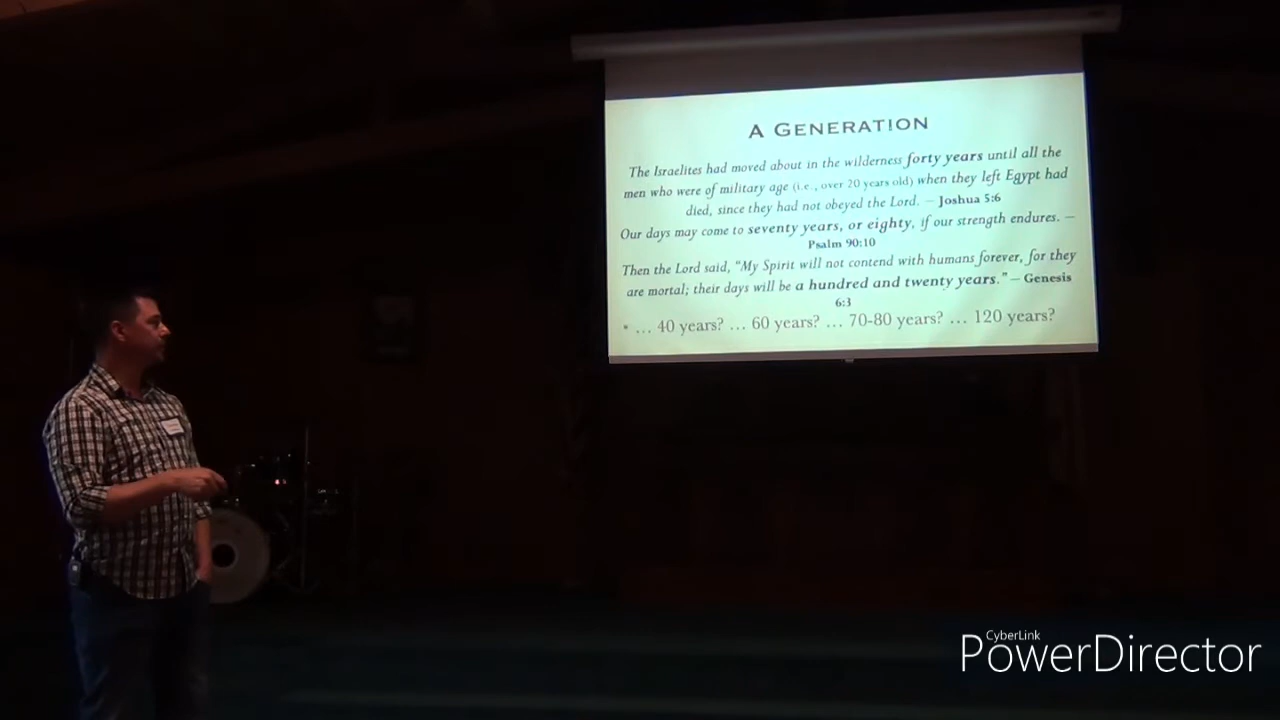 A GENERATION
The Israelites had moved about in the wilderness forty years until all the
men who were of military age (i.e., over 20 years old) when they left Egypt had
died, since they had not obeyed the Lord. – Joshua 5:6
Our days may come to seventy years, or eighty, if our strength endures. –
Psalm 90:10
Then the Lord said, "My Spirit will not contend with humans forever, for they
are mortal; their days will be a hundred and twenty years." – Genesis
6:3
• … 40 years? … 60 years? … 70-80 years? … 120 years?
CyberLink
PowerDirector